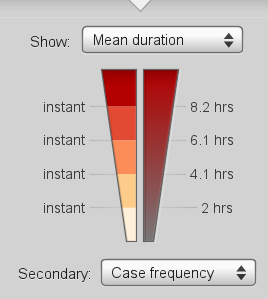 Show: Mean duration
instant 8.2 hrs
instant 6.1 hrs
instant 4.1 hrs
instant 2 hrs
Secondary: Case frequency